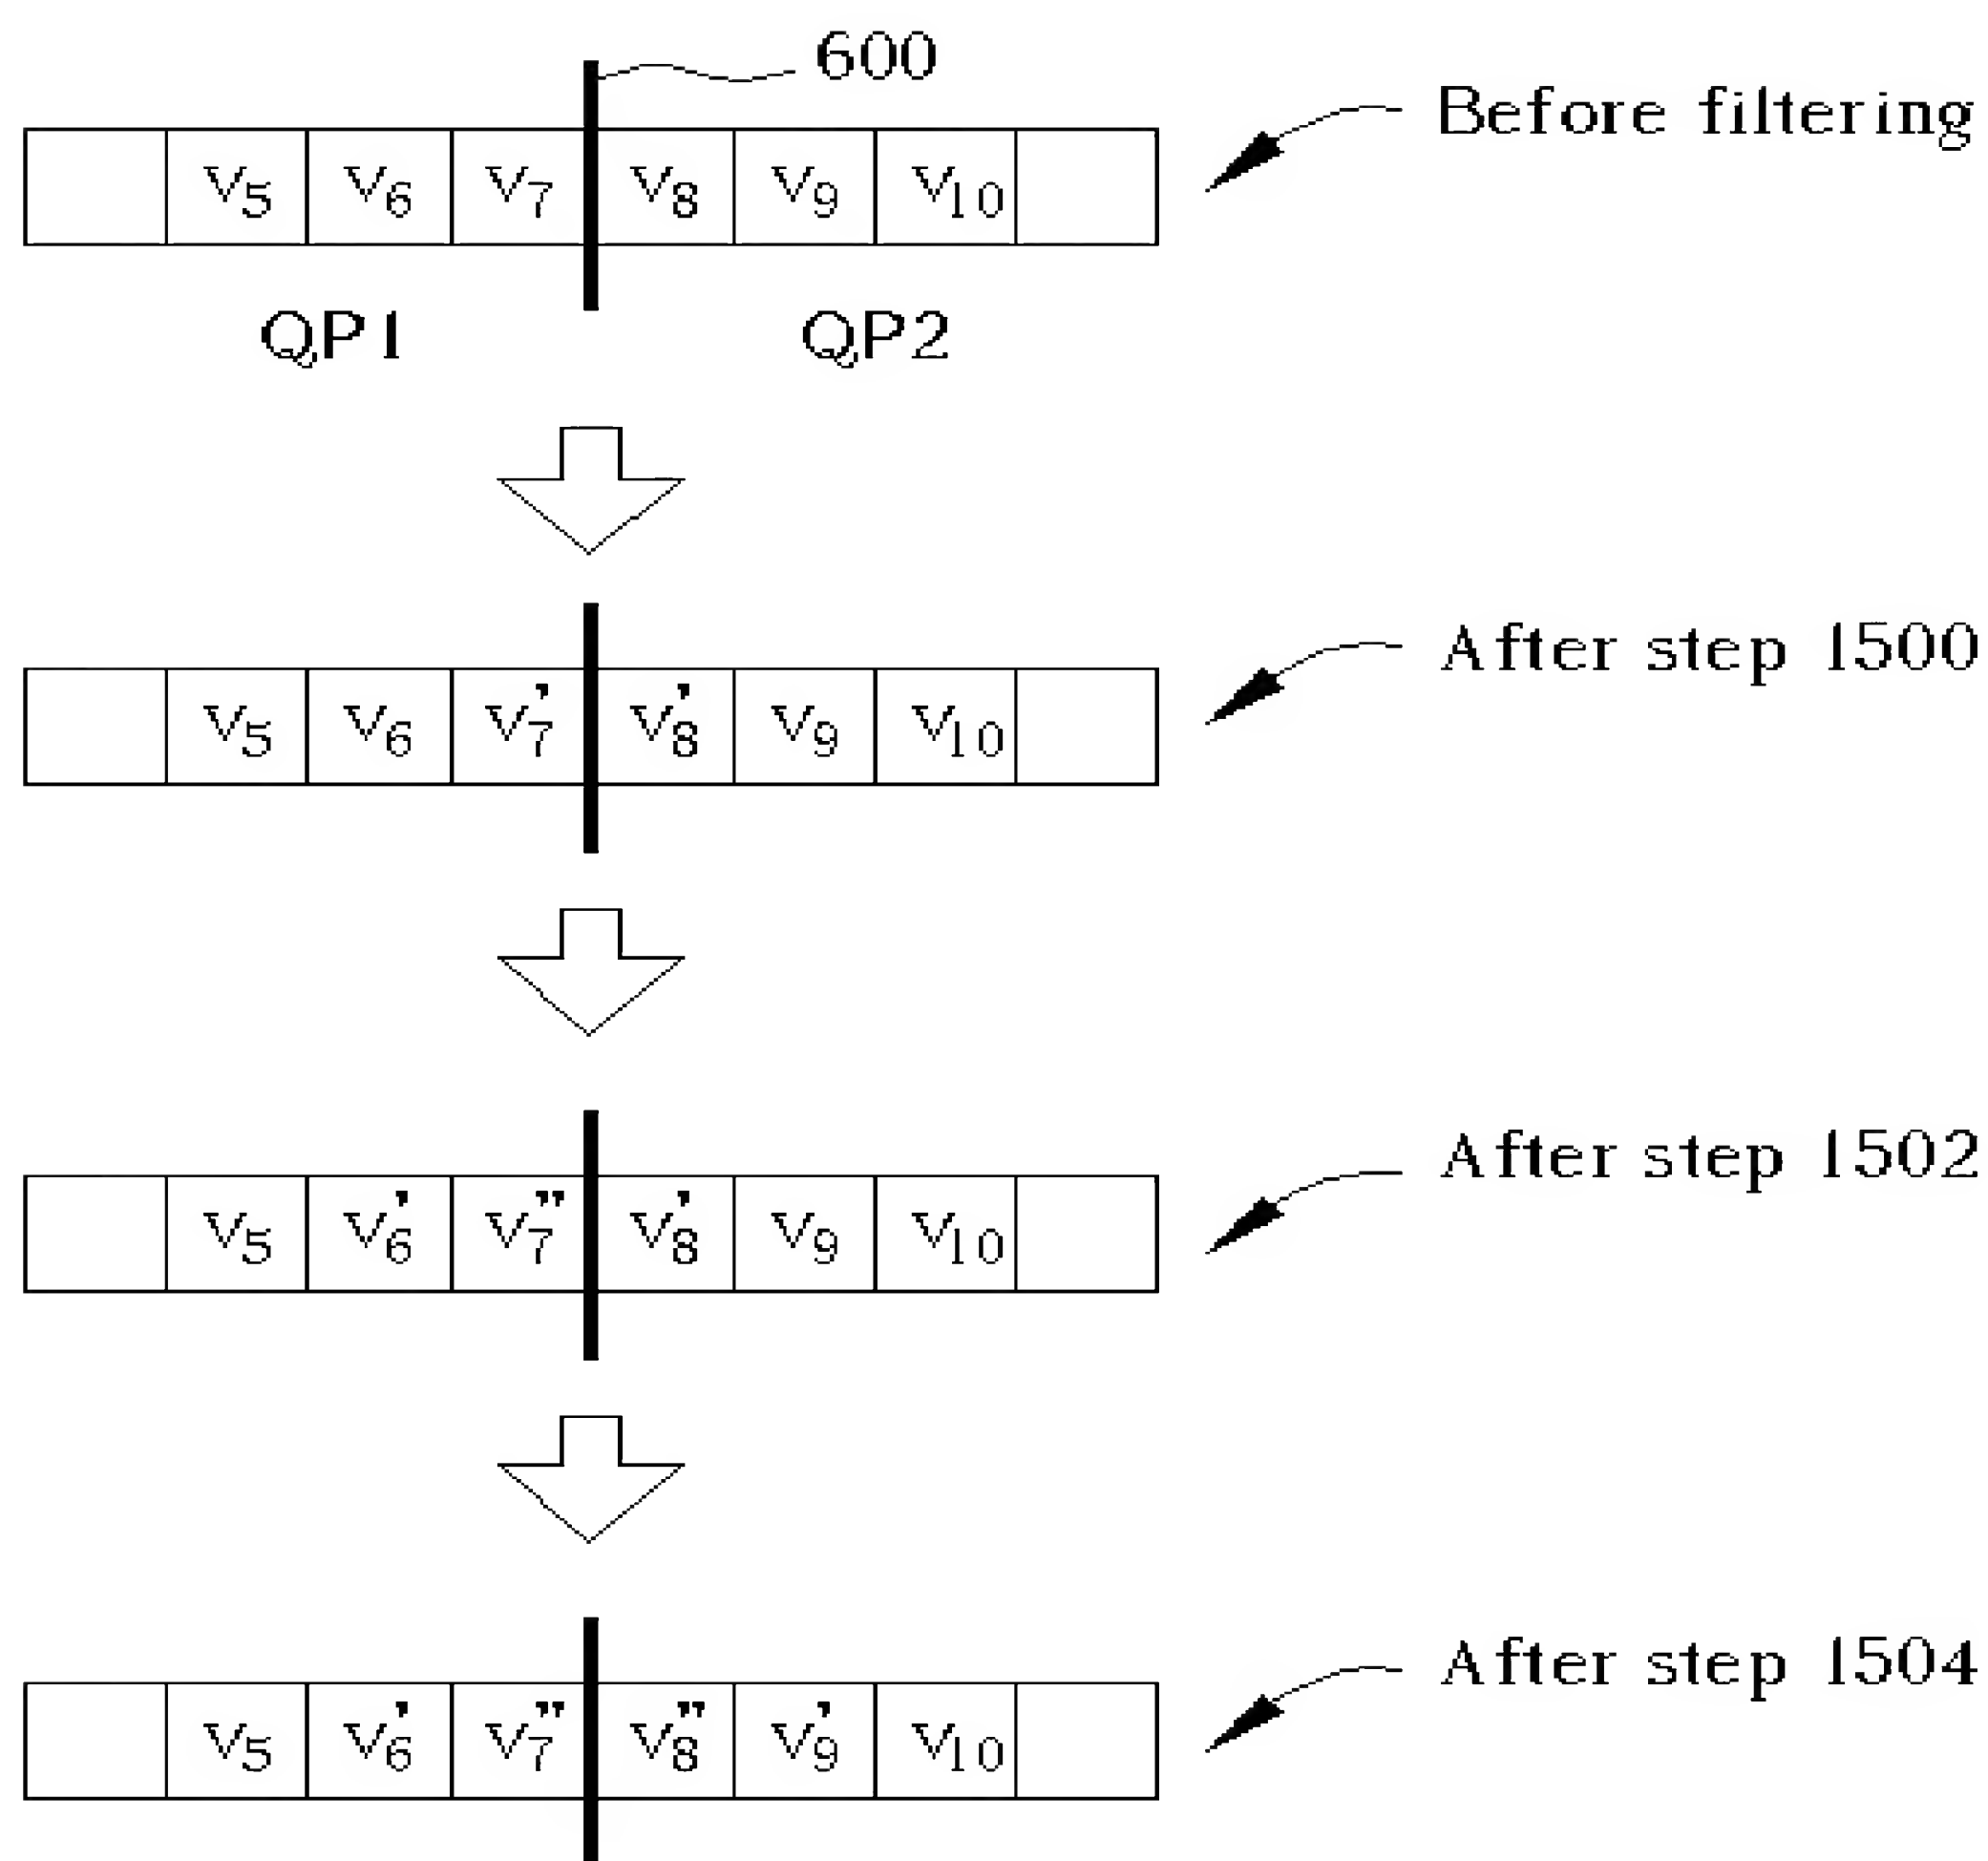 600
Before filtering
V5 V6 V7 V8 V9 V10
QP1 QP2
After step 1500
V5 V6 V7' V8' V9 V10
After step 1502
V5 V6' V7" V8' V9 V10
After step 1504
V5 V6' V7" V8" V9' V10